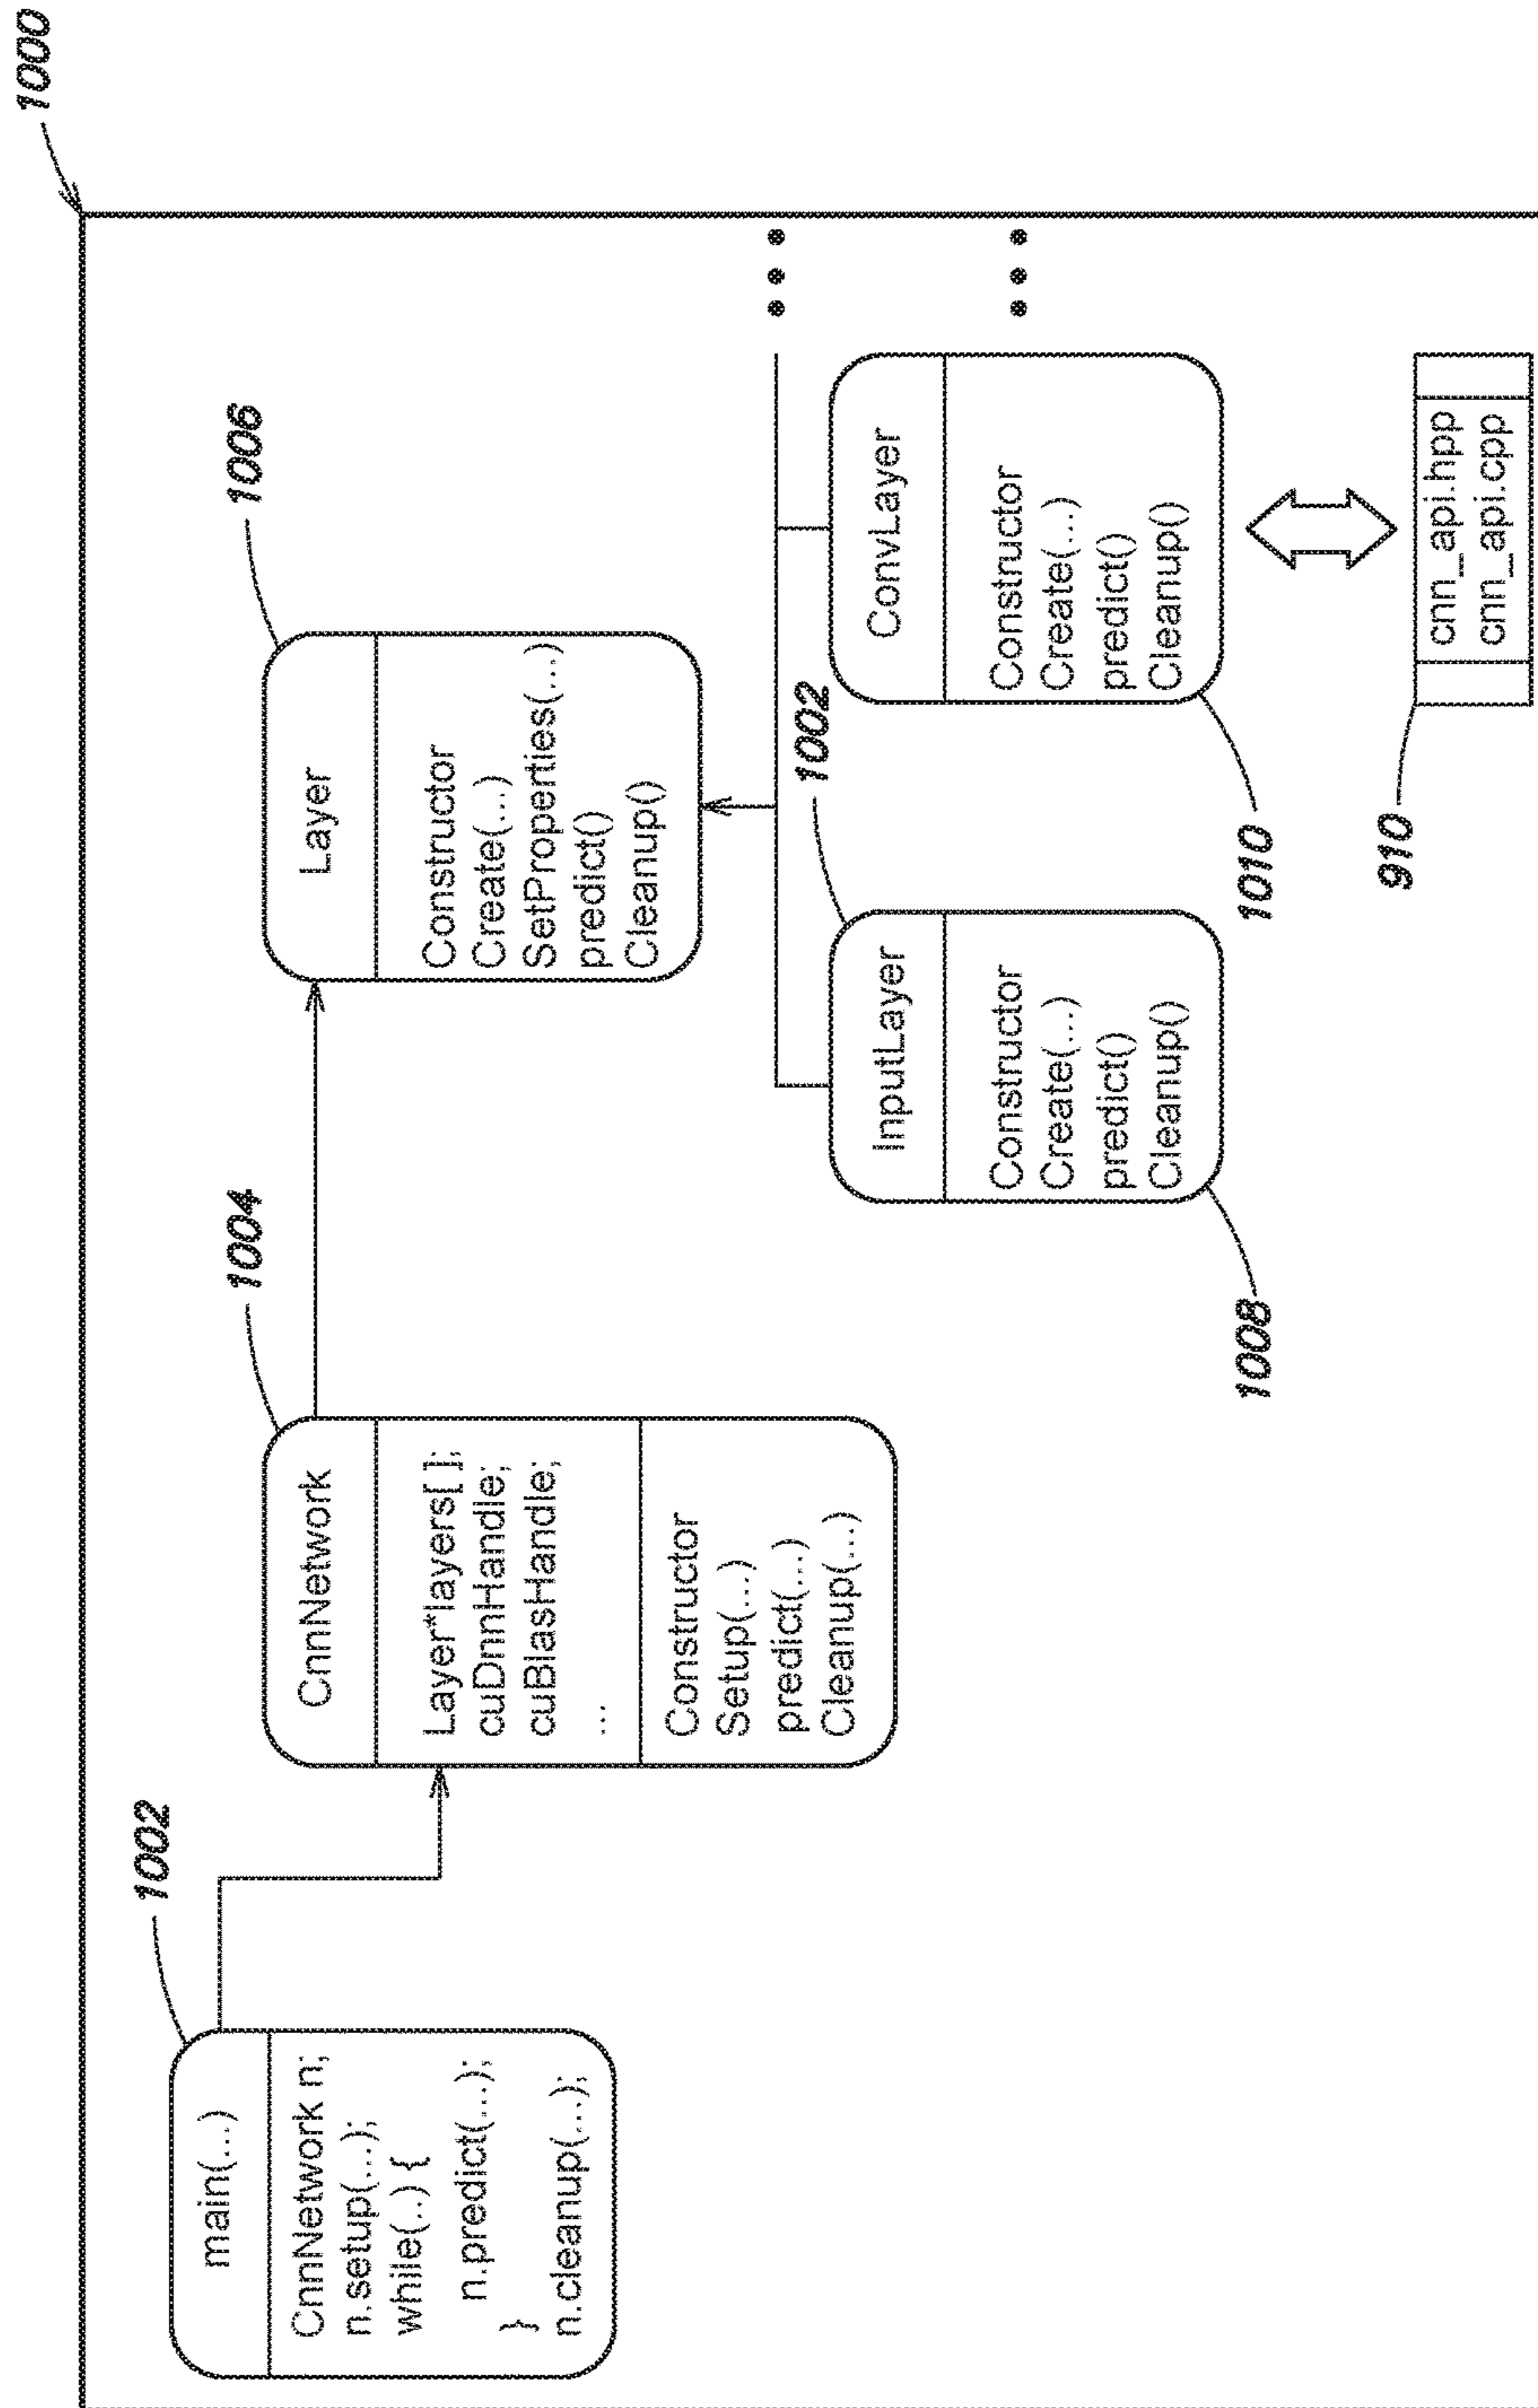 1000
1002
main(...)
CnnNetwork n;
n.setup(...);
while(..) {
n.predict(...);
}
n.cleanup(...);
1004
CnnNetwork
Layer*layers[ ];
cuDnnHandle;
cuBlasHandle;
...
Constructor
Setup(...)
predict(...)
Cleanup(...)
1006
Layer
Constructor
Create(...)
SetProperties(...)
predict()
Cleanup()
1002
InputLayer
Constructor
Create(...)
predict()
Cleanup()
1008
ConvLayer
Constructor
Create(...)
predict()
Cleanup()
1010
910
cnn_api.hpp
cnn_api.cpp